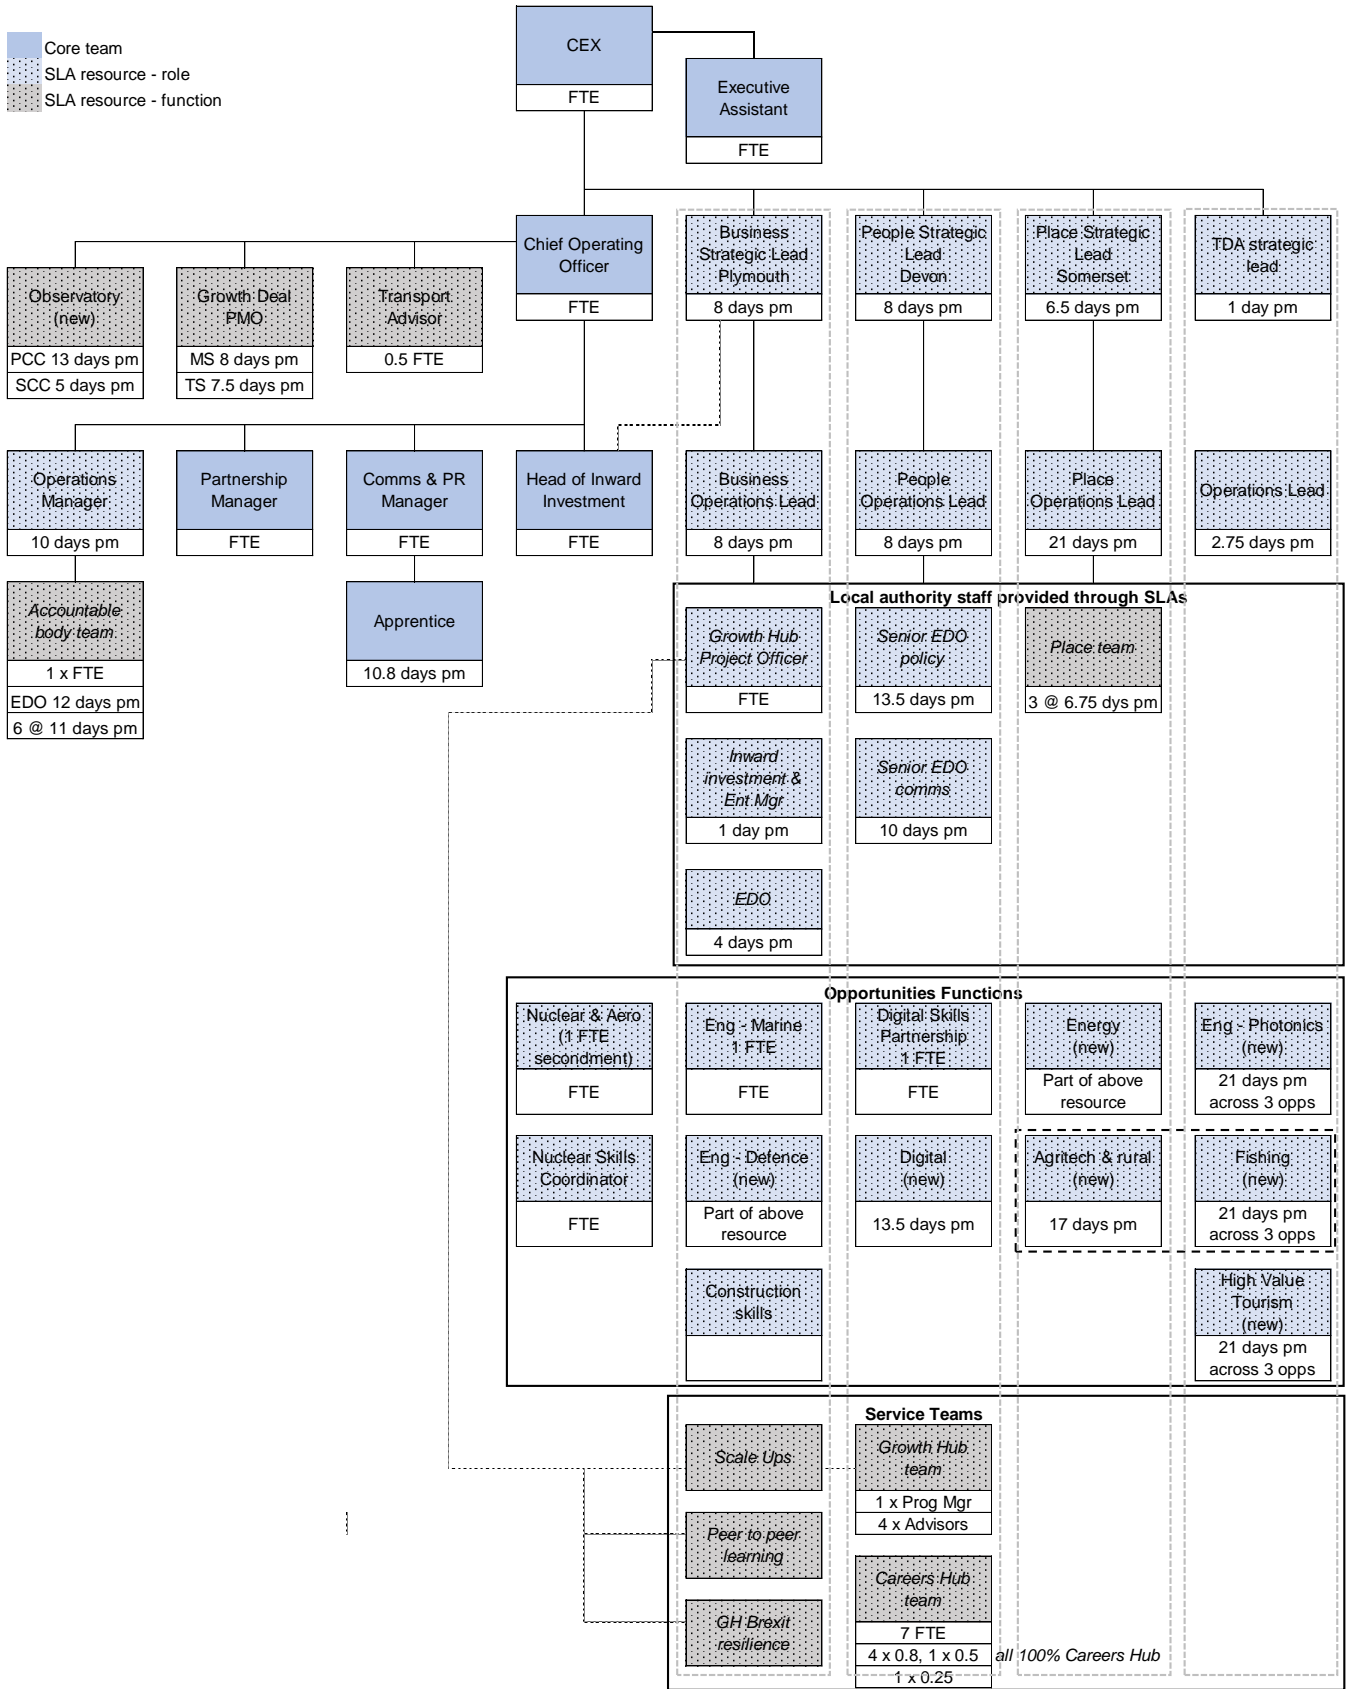 Core team
SLA resource - role
SLA resource - function
CEX
FTE
Executive
Assistant
FTE
Chief Operating
Officer
FTE
Business
Strategic Lead
Plymouth
8 days pm
People Strategic
Lead
Devon
8 days pm
Place Strategic
Lead
Somerset
6.5 days pm
TDA strategic
lead
1 day pm
Observatory
(new)
PCC 13 days pm
SCC 5 days pm
Growth Deal
PMO
MS 8 days pm
TS 7.5 days pm
Transport
Advisor
0.5 FTE
Operations
Manager
10 days pm
Partnership
Manager
FTE
Comms & PR
Manager
FTE
Head of Inward
Investment
FTE
Business
Operations Lead
8 days pm
People
Operations Lead
8 days pm
Place
Operations Lead
21 days pm
Operations Lead
2.75 days pm
Accountable
body team
1 x FTE
EDO 12 days pm
6 @ 11 days pm
Apprentice
10.8 days pm
Local authority staff provided through SLAs
Growth Hub
Project Officer
FTE
Senior EDO
policy
13.5 days pm
Place team
3 @ 6.75 dys pm
Inward
investment &
Ent Mgr
1 day pm
Senior EDO
comms
10 days pm
EDO
4 days pm
Opportunities Functions
Nuclear & Aero
(1 FTE
secondment)
FTE
Eng - Marine
1 FTE
FTE
Digital Skills
Partnership
1 FTE
FTE
Energy
(new)
Part of above
resource
Eng - Photonics
(new)
21 days pm
across 3 opps
Nuclear Skills
Coordinator
FTE
Eng - Defence
(new)
Part of above
resource
Digital
(new)
13.5 days pm
Agritech & rural
(new)
17 days pm
Fishing
(new)
21 days pm
across 3 opps
Construction
skills
High Value
Tourism
(new)
21 days pm
across 3 opps
Service Teams
Scale Ups
Growth Hub
team
1 x Prog Mgr
4 x Advisors
Peer to peer
learning
Careers Hub
team
7 FTE
4 x 0.8, 1 x 0.5
1 x 0.25
all 100% Careers Hub
GH Brexit
resilience